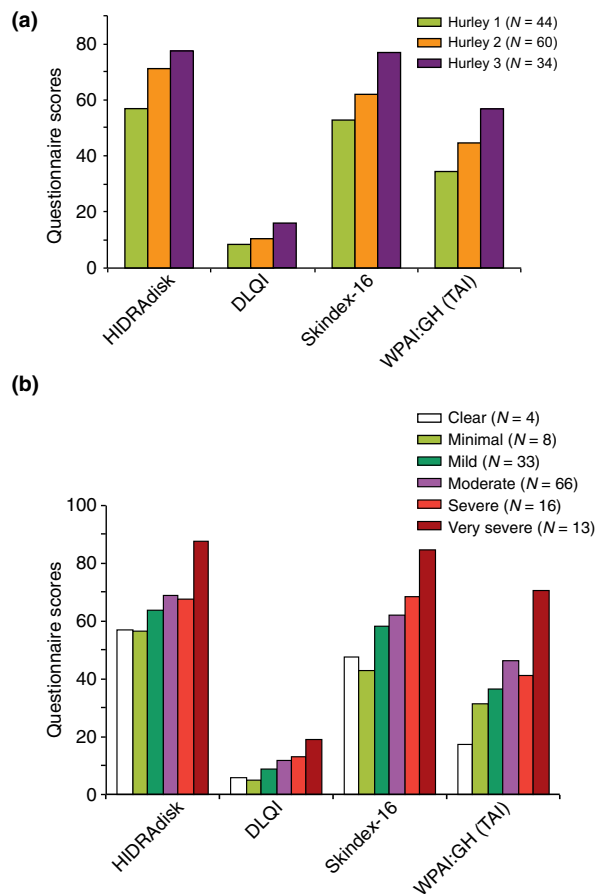 (a)
Hurley 1 (N = 44)
Hurley 2 (N = 60)
Hurley 3 (N = 34)
Questionnaire scores
80
60
40
20
0
HIDRAdisk
DLQI
Skindex-16
WPAI:GH (TAI)
(b)
Clear (N = 4)
Minimal (N = 8)
Mild (N = 33)
Moderate (N = 66)
Severe (N = 16)
Very severe (N = 13)
Questionnaire scores
100
80
60
40
20
0
HIDRAdisk
DLQI
Skindex-16
WPAI:GH (TAI)